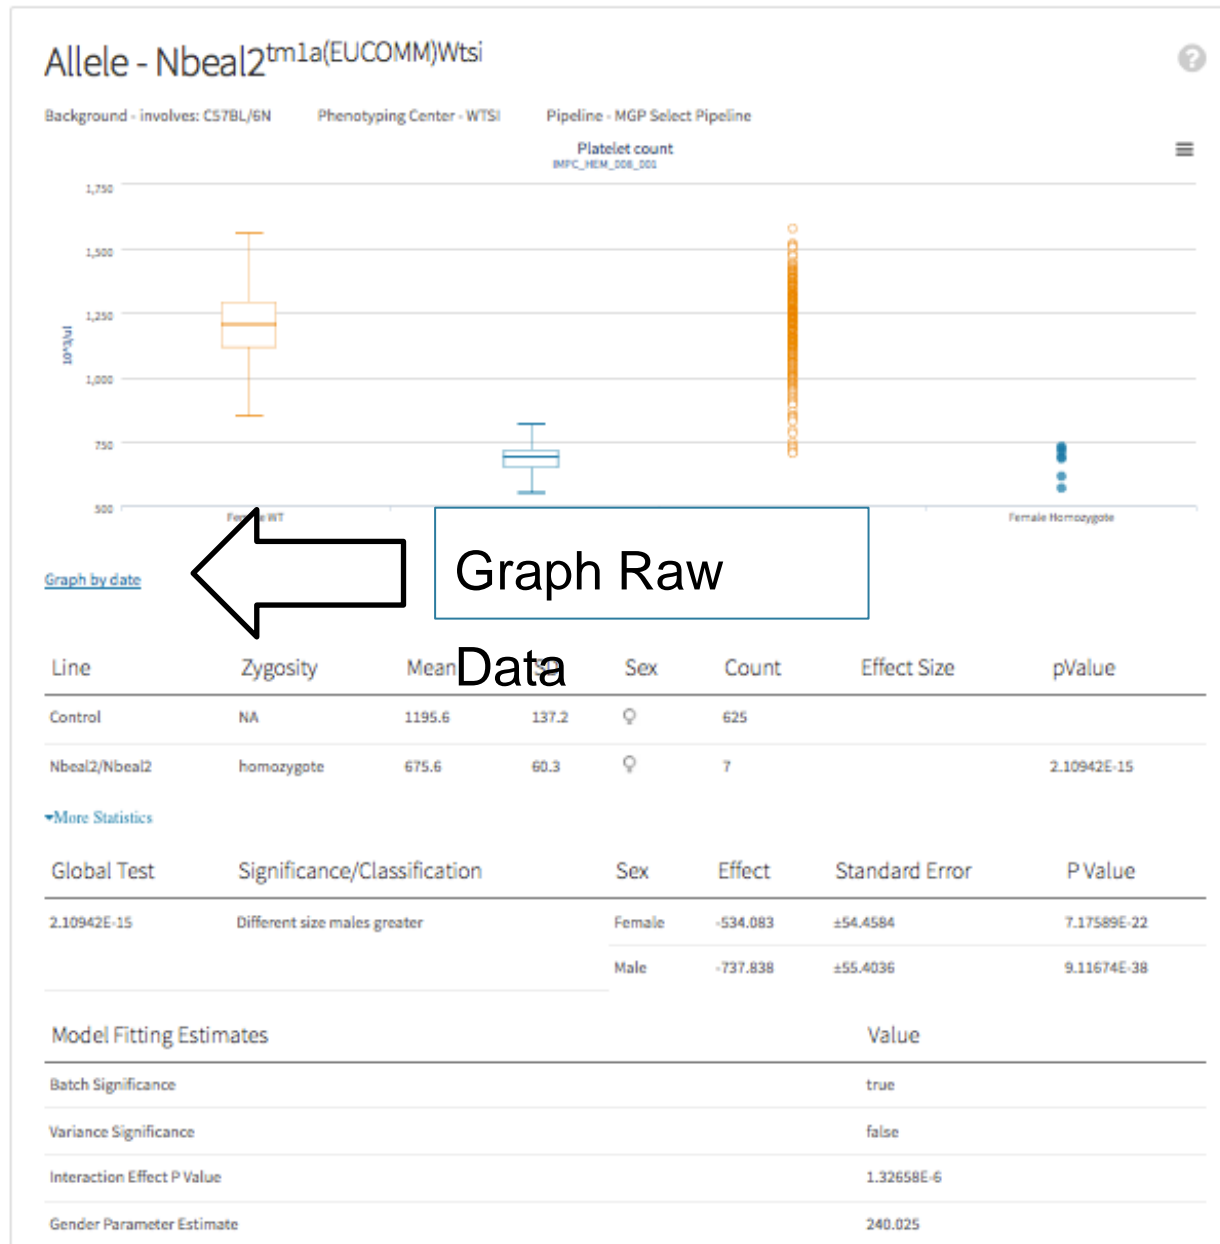 Allele - Nbeal2tm1a(EUCOMM)Wtsi
Background - involves: C57BL/6N Phenotyping Center - WTSI Pipeline - MGP Select Pipeline
Platelet count
IMPC_HEM_008_001
1,750
1,500
1,250
1,000
750
500
10^3/ul
Female Homozygote
Graph by date
Graph Raw
Data
Line Zygosity Mean Sex Count Effect Size pValue
Control NA 1195.6 137.2 ♀ 625
Nbeal2/Nbeal2 homozygote 675.6 60.3 ♀ 7 2.10942E-15
More Statistics
Global Test Significance/Classification Sex Effect Standard Error P Value
2.10942E-15 Different size males greater Female -534.083 ±54.4584 7.17589E-22
Male -737.838 ±55.4036 9.11674E-38
Model Fitting Estimates Value
Batch Significance true
Variance Significance false
Interaction Effect P Value 1.32658E-6
Gender Parameter Estimate 240.025